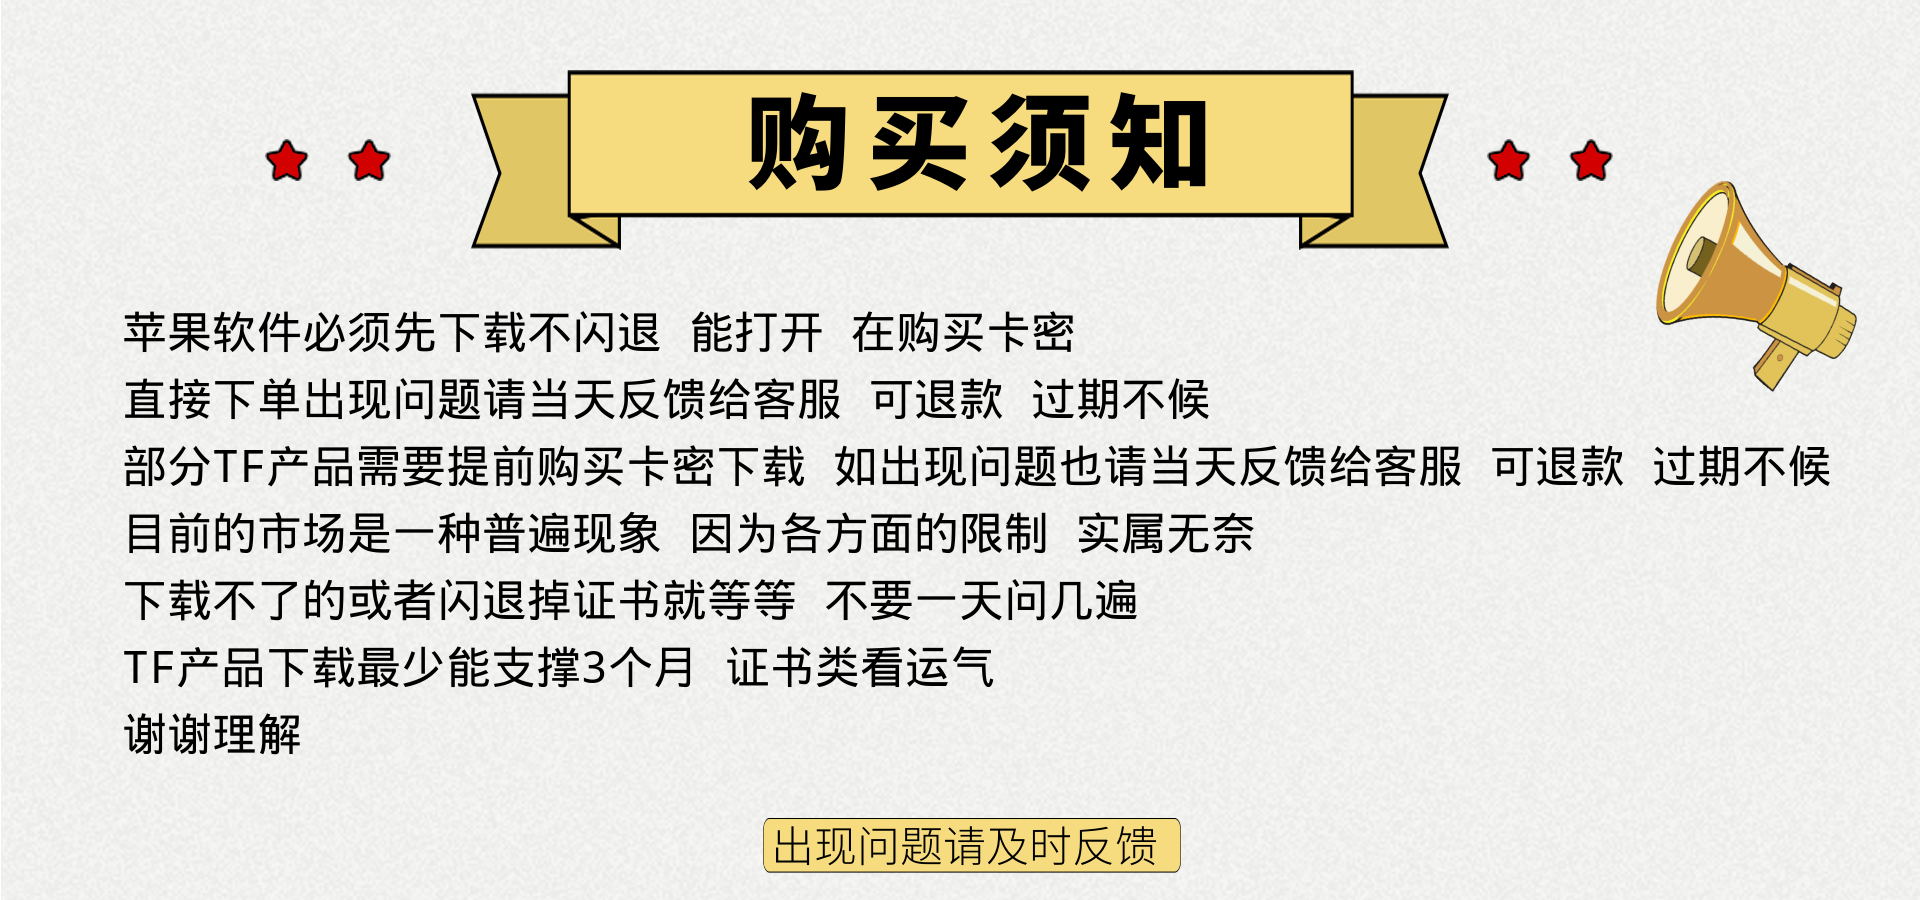 购买须知
苹果软件必须先下载不闪退 能打开 在购买卡密
直接下单出现问题请当天反馈给客服 可退款 过期不候
部分TF产品需要提前购买卡密下载 如出现问题也请当天反馈给客服 可退款 过期不候
目前的市场是一种普遍现象 因为各方面的限制 实属无奈
下载不了的或者闪退掉证书就等等 不要一天问几遍
TF产品下载最少能支撑3个月 证书类看运气
谢谢理解
出现问题请及时反馈